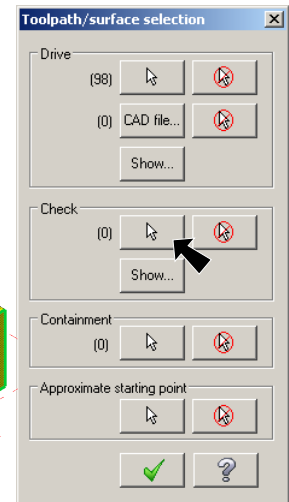 Toolpath/surface selection
Drive
(98)
(0) CAD file...
Show...
Check
(0)
Show...
Containment
(0)
Approximate starting point